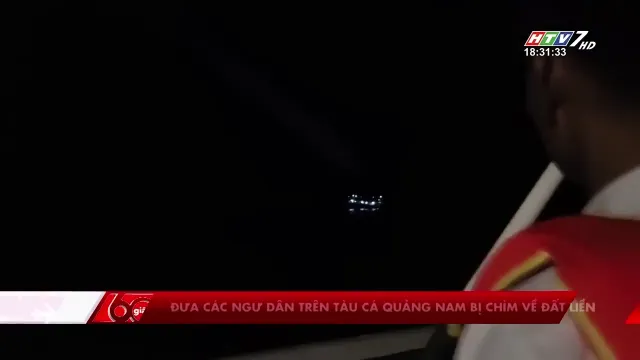 HTV7 HD
18:31:33
60 giây
ĐƯA CÁC NGƯ DÂN TRÊN TÀU CÁ QUẢNG NAM BỊ CHÌM VỀ ĐẤT LIỀN